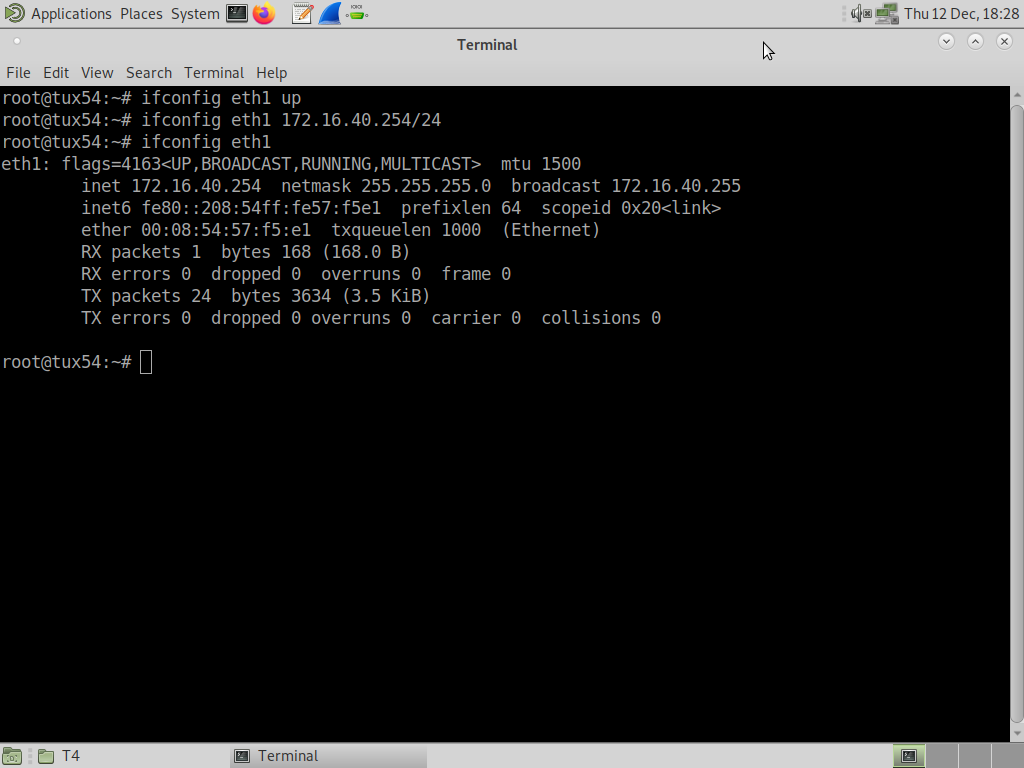 Applications Places System Thu 12 Dec, 18:28
Terminal
File Edit View Search Terminal Help
root@tux54:~# ifconfig eth1 up
root@tux54:~# ifconfig eth1 172.16.40.254/24
root@tux54:~# ifconfig eth1
eth1: flags=4163<UP,BROADCAST,RUNNING,MULTICAST>  mtu 1500
        inet 172.16.40.254  netmask 255.255.255.0  broadcast 172.16.40.255
        inet6 fe80::208:54ff:fe57:f5e1  prefixlen 64  scopeid 0x20<link>
        ether 00:08:54:57:f5:e1  txqueuelen 1000  (Ethernet)
        RX packets 1  bytes 168 (168.0 B)
        RX errors 0  dropped 0  overruns 0  frame 0
        TX packets 24  bytes 3634 (3.5 KiB)
        TX errors 0  dropped 0 overruns 0  carrier 0  collisions 0
root@tux54:~#
T4 Terminal